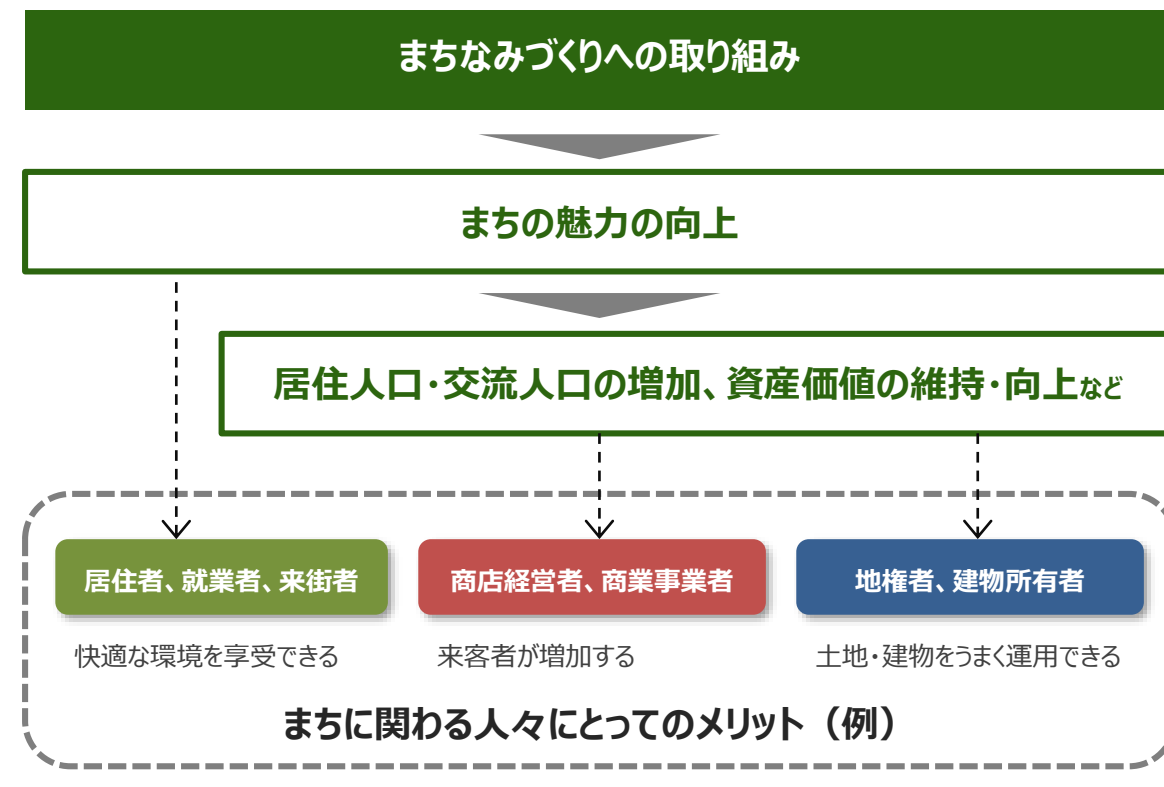 まちなみづくりへの取り組み
まちの魅力の向上
居住人口・交流人口の増加、資産価値の維持・向上など
居住者、就業者、来街者
商店経営者、商業事業者
地権者、建物所有者
快適な環境を享受できる
来客者が増加する
土地・建物をうまく運用できる
まちに関わる人々にとってのメリット（例）